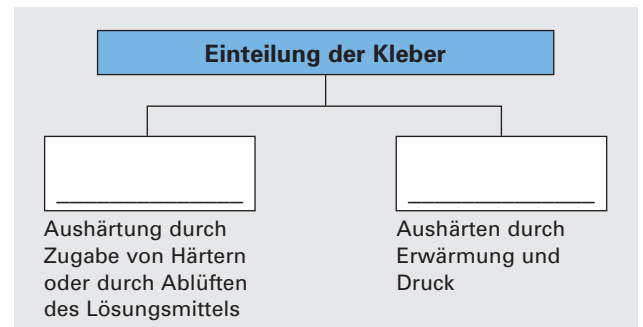 Einteilung der Kleber
Aushärtung durch
Zugabe von Härtern
oder durch Ablüften
des Lösungsmittels
Aushärten durch
Erwärmung und
Druck